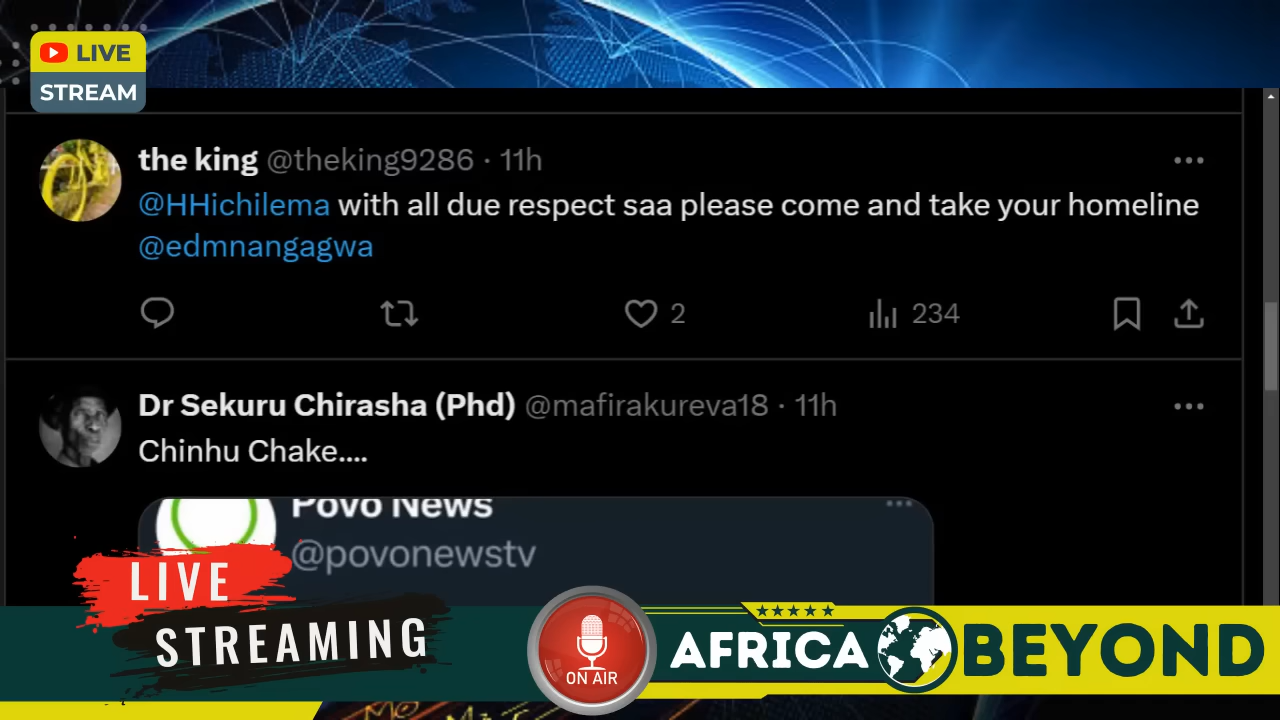 LIVE
STREAM
the king @theking9286 · 11h
@HHichilema with all due respect saa please come and take your homeline
@edmnangagwa
2
234
Dr Sekuru Chirasha (Phd) @mafirakureva18 · 11h
Chinhu Chake....
Povo News
@povonewstv
LIVE
STREAMING
ON AIR
AFRICA BEYOND